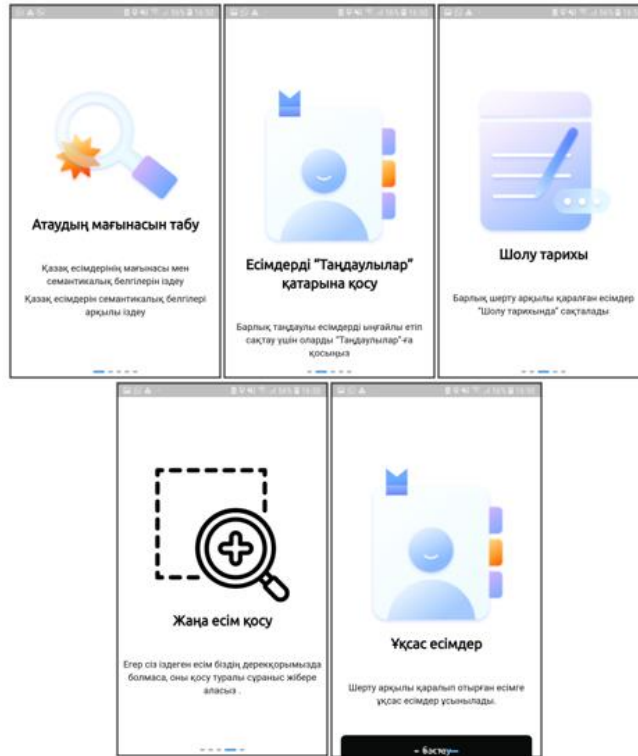 Атаудың мағынасын табу
Қазақ есімдерінің мағынасы мен
семантикалық белгілерін іздеу
Қазақ есімдерін семантикалық белгілері
арқылы іздеу
Есімдерді "Таңдаулылар"
қатарына қосу
Барлық таңдаулы есімдерді ыңғайлы етіп
сақтау үшін оларды "Таңдаулылар"-ға
қосыңыз
Шолу тарихы
Барлық шерту арқылы қаралған есімдер
"Шолу тарихында" сақталады
Жаңа есім қосу
Егер сіз іздеген есім біздің дерекқорымызда
болмаса, оны қосу туралы сұраныс жібере
аласыз .
Ұқсас есімдер
Шерту арқылы қаралып отырған есімге
ұқсас есімдер ұсынылады.
бастеу